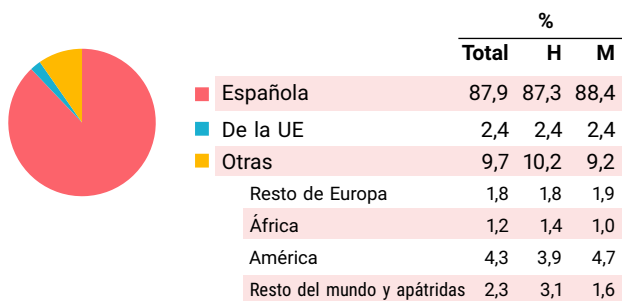 %
Total H M
Española 87,9 87,3 88,4
De la UE 2,4 2,4 2,4
Otras 9,7 10,2 9,2
Resto de Europa 1,8 1,8 1,9
África 1,2 1,4 1,0
América 4,3 3,9 4,7
Resto del mundo y apátridas 2,3 3,1 1,6